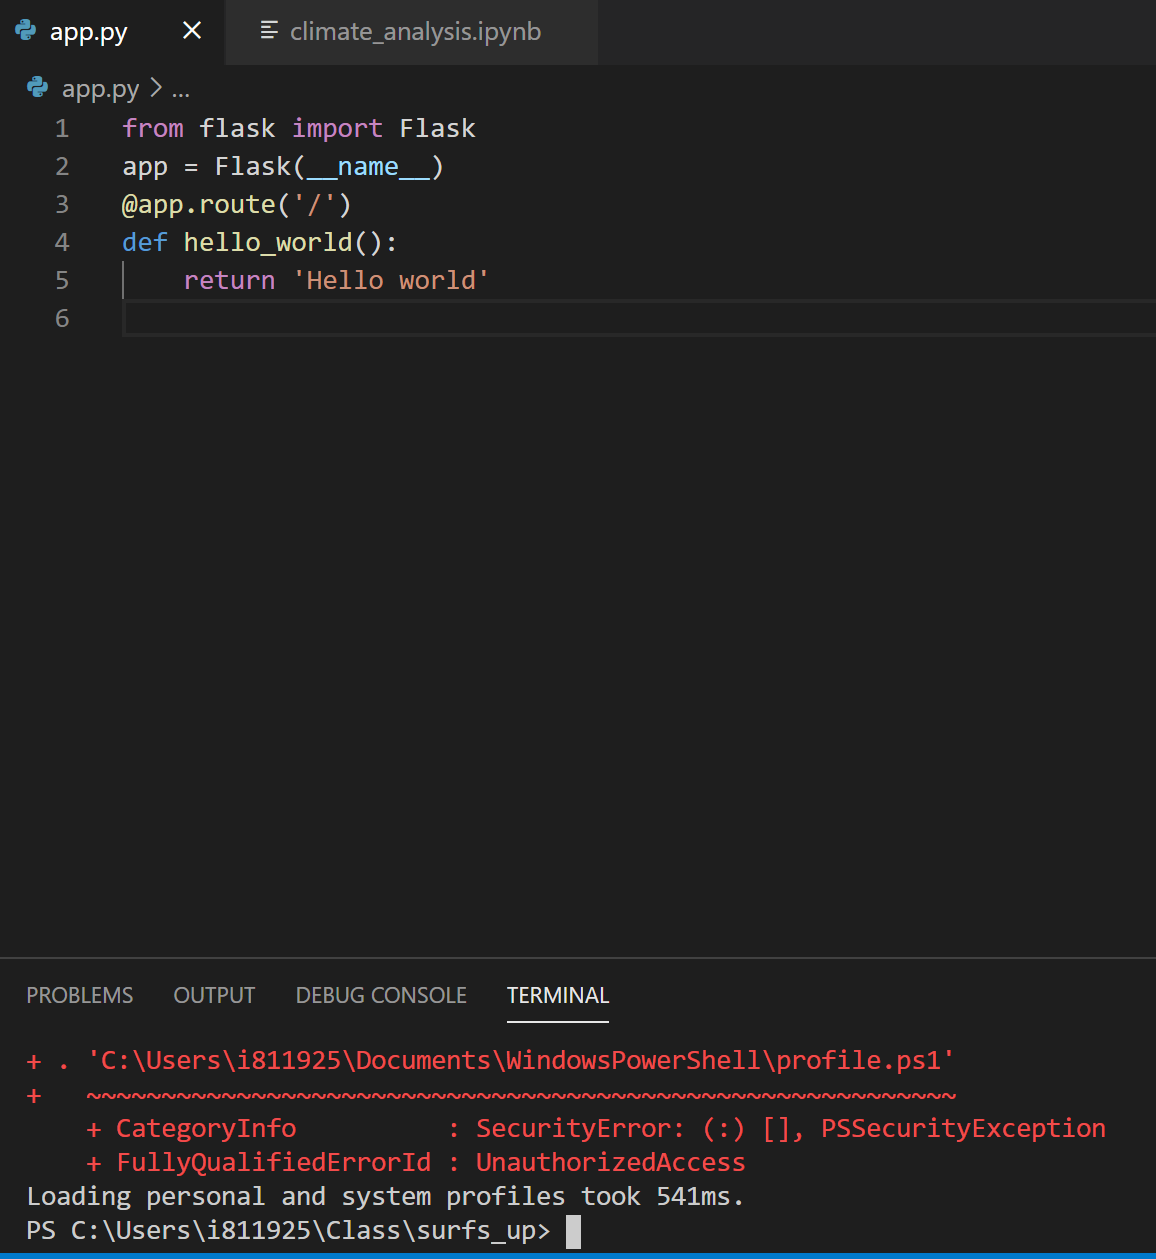 app.py climate_analysis.ipynb
app.py > ...
1 from flask import Flask
2 app = Flask(__name__)
3 @app.route('/')
4 def hello_world():
5     return 'Hello world'
6
PROBLEMS OUTPUT DEBUG CONSOLE TERMINAL
+ . 'C:\Users\i811925\Documents\WindowsPowerShell\profile.ps1'
+   ~~~~~~~~~~~~~~~~~~~~~~~~~~~~~~~~~~~~~~~~~~~~~~~~~~~~~~~~~~
    + CategoryInfo          : SecurityError: (:) [], PSSecurityException
    + FullyQualifiedErrorId : UnauthorizedAccess
Loading personal and system profiles took 541ms.
PS C:\Users\i811925\Class\surfs_up>